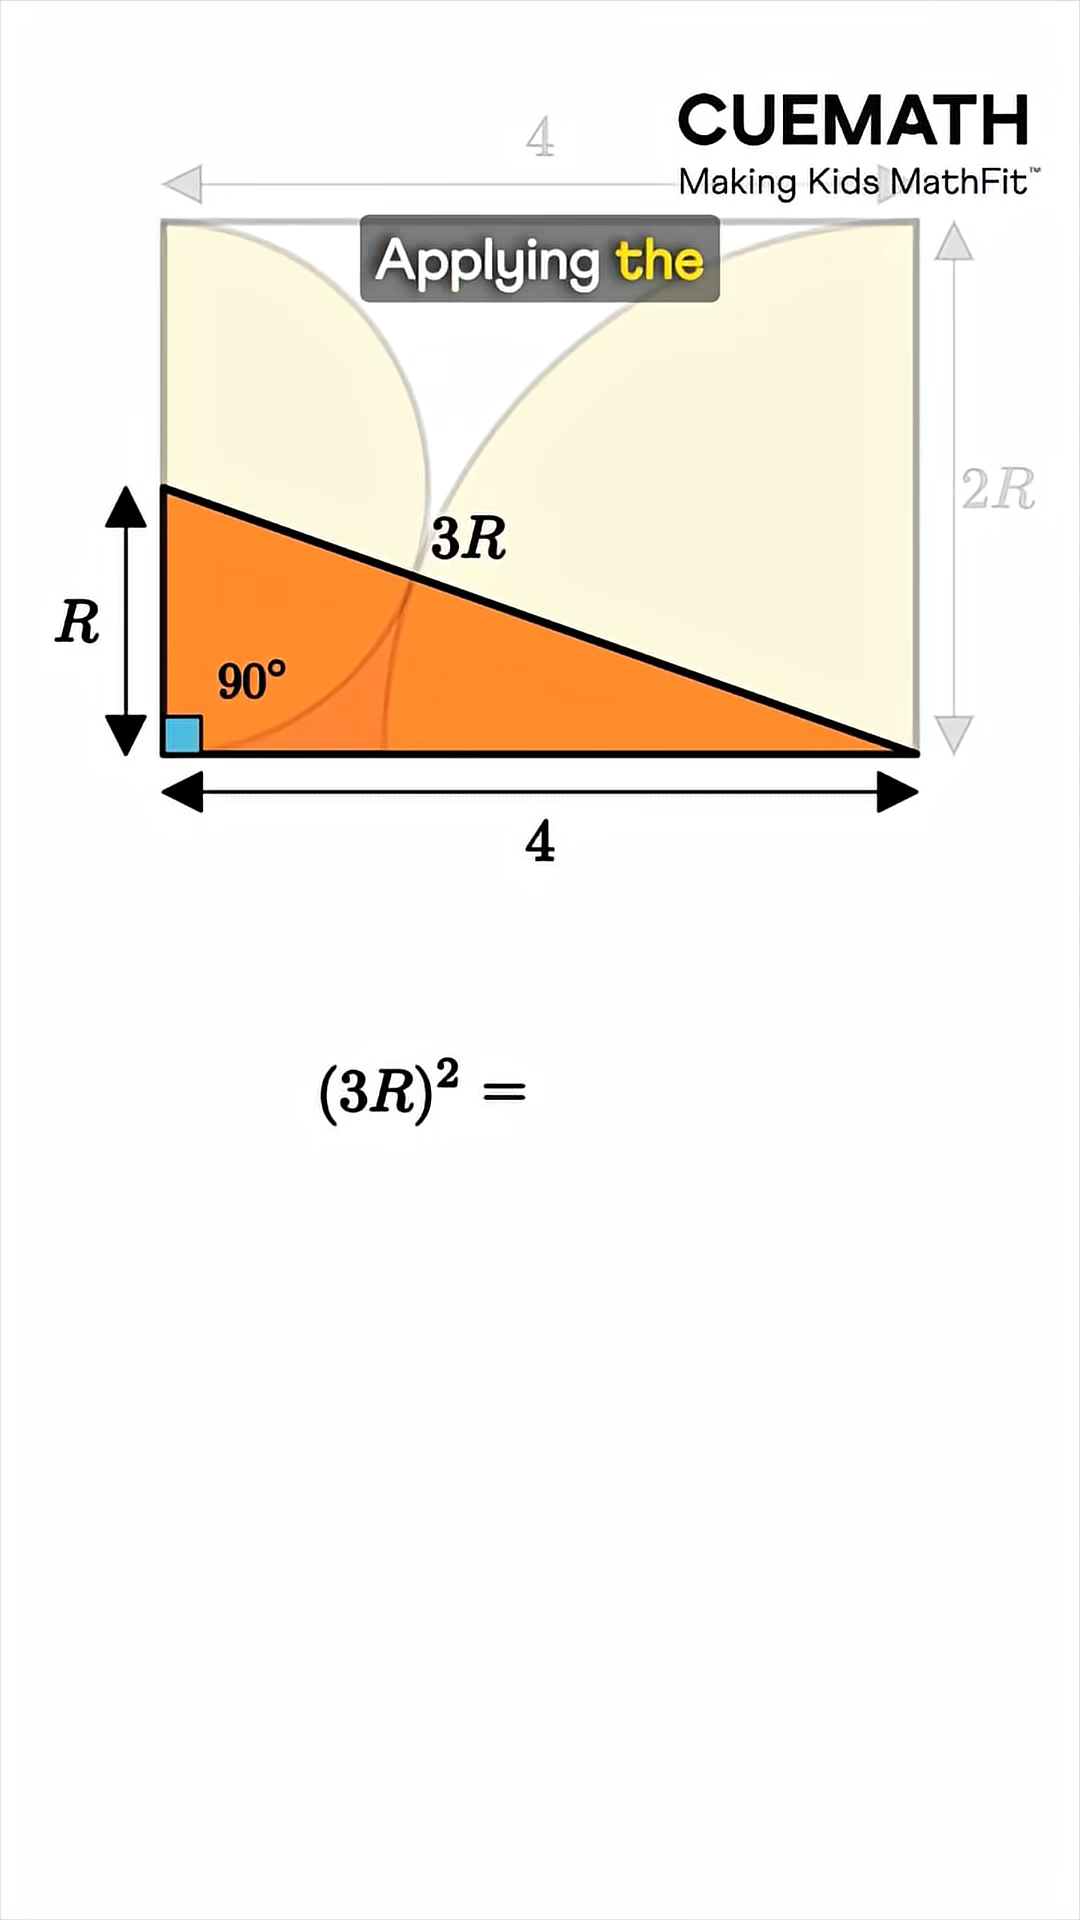 CUEMATH
Making Kids MathFit™
4
Applying the
2R
3R
R
90°
4
(3R)² =